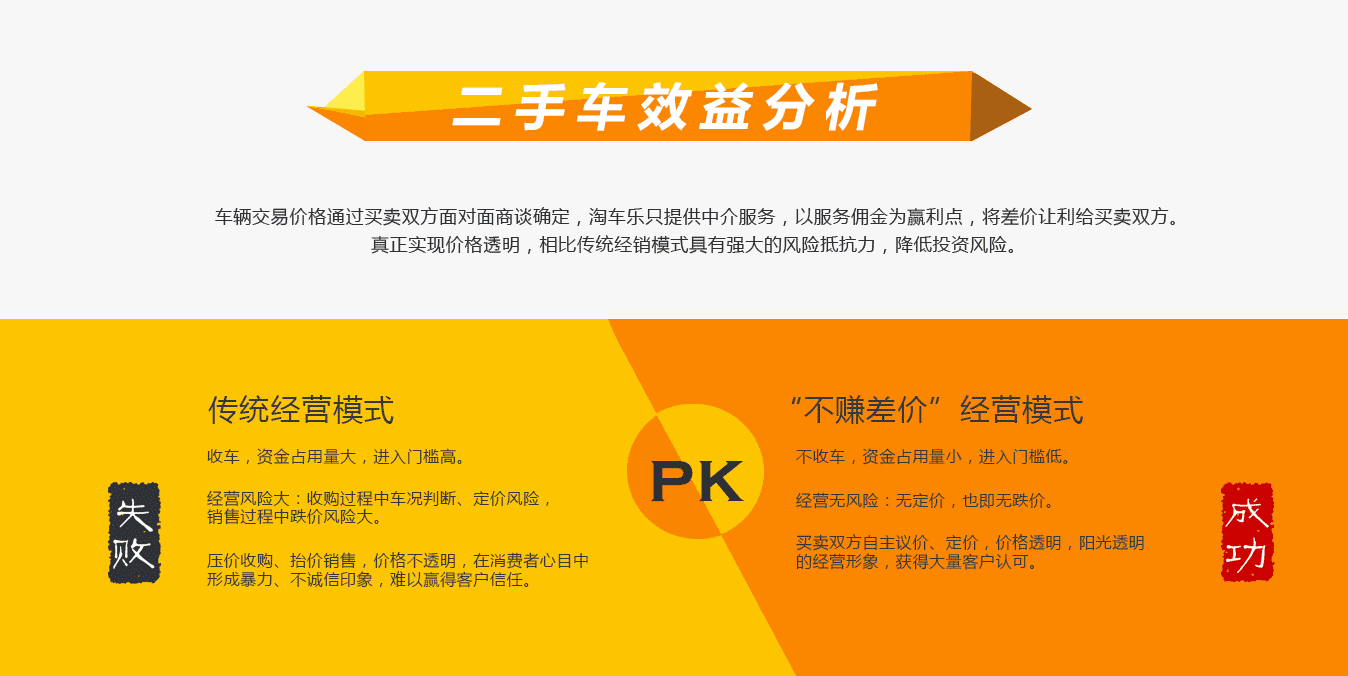 二手车效益分析
车辆交易价格通过买卖双方面对面商谈确定，淘车乐只提供中介服务，以服务佣金为赢利点，将差价让利给买卖双方。
真正实现价格透明，相比传统经销模式具有强大的风险抵抗力，降低投资风险。
传统经营模式
收车，资金占用量大，进入门槛高。
经营风险大：收购过程中车况判断、定价风险，
销售过程中跌价风险大。
压价收购、抬价销售，价格不透明，在消费者心目中
形成暴力、不诚信印象，难以赢得客户信任。
失
败
PK
“不赚差价”经营模式
不收车，资金占用量小，进入门槛低。
经营无风险：无定价，也即无跌价。
买卖双方自主议价、定价，价格透明，阳光透明
的经营形象，获得大量客户认可。
成
功